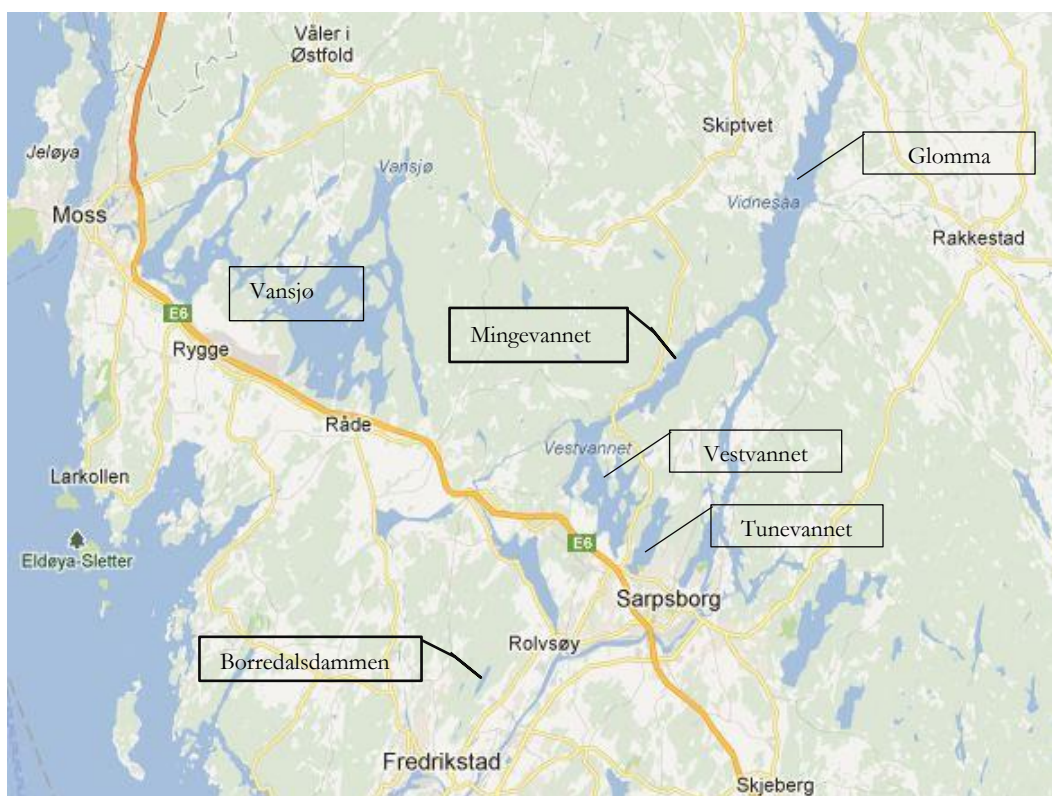 Våler i
Østfold
Skiptvet
Glomma
Jeløya
Vansjø
Moss
Vidnesaa
Rakkestad
Vansjø
E6
Mingevannet
Rygge
Råde
Vestvannet
Vestvannet
Larkollen
Tunevannet
E6
Eldøya-Sletter
Sarpsborg
Rolvsøy
Borredalsdammen
Fredrikstad
Skjeberg